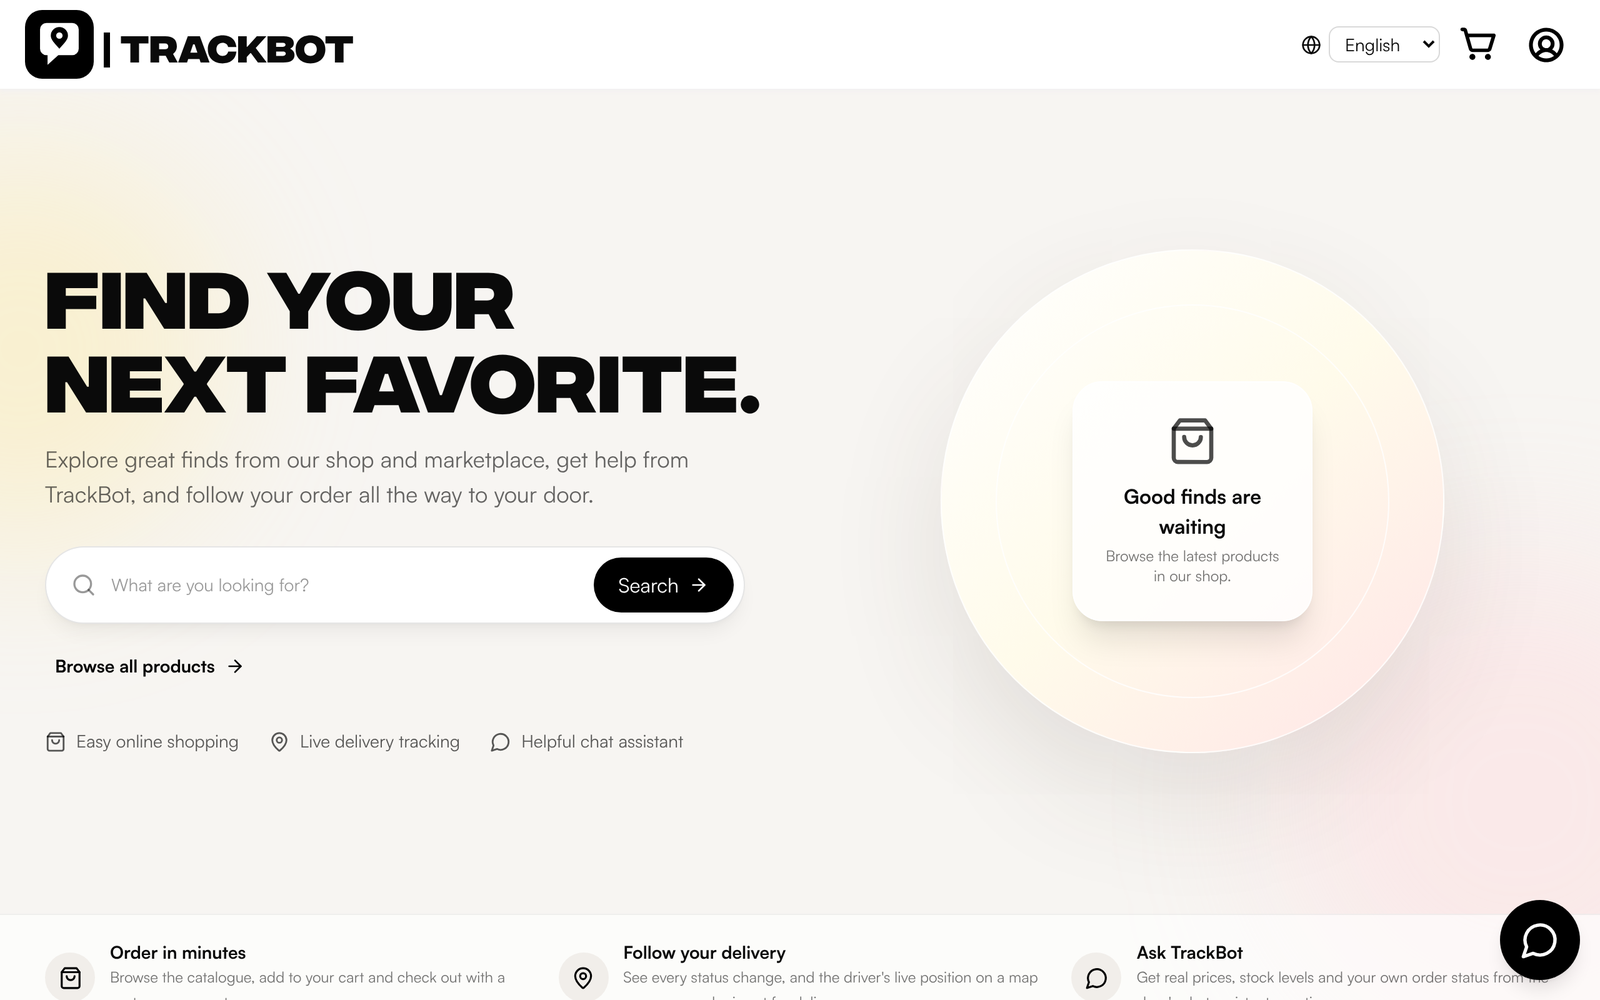 | TRACKBOT
English
FIND YOUR
NEXT FAVORITE.
Explore great finds from our shop and marketplace, get help from
TrackBot, and follow your order all the way to your door.
What are you looking for?
Search
Browse all products
Easy online shopping
Live delivery tracking
Helpful chat assistant
Good finds are
waiting
Browse the latest products
in our shop.
Order in minutes
Browse the catalogue, add to your cart and check out with a
Follow your delivery
See every status change, and the driver's live position on a map
Ask TrackBot
Get real prices, stock levels and your own order status from the